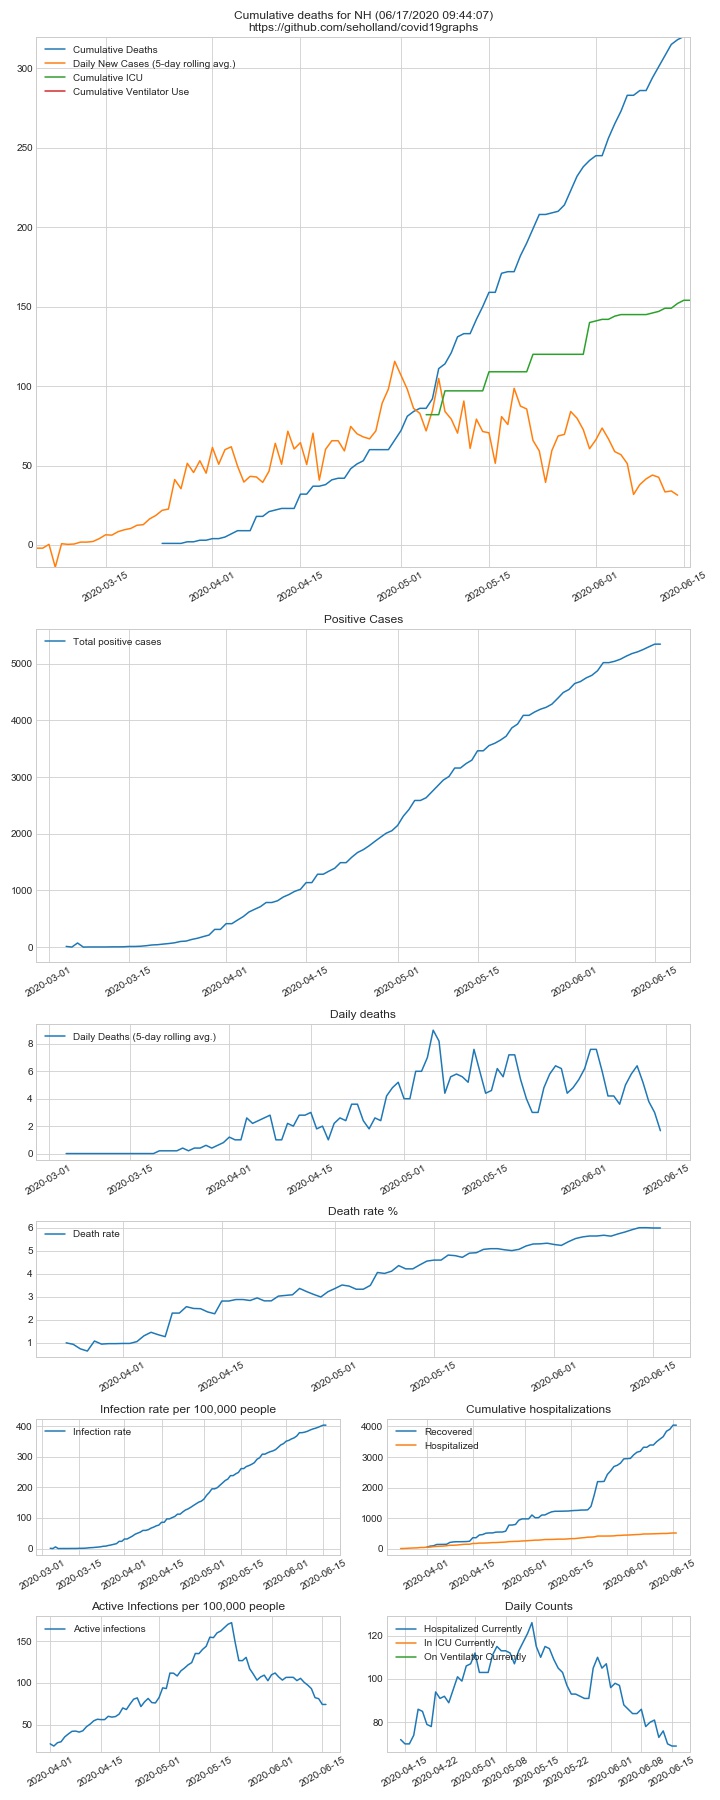 Cumulative deaths for NH (06/17/2020 09:44:07)
https://github.com/seholland/covid19graphs
Cumulative Deaths
Daily New Cases (5-day rolling avg.)
Cumulative ICU
Cumulative Ventilator Use
300
250
200
150
100
50
0
2020-03-15 2020-04-01 2020-04-15 2020-05-01 2020-05-15 2020-06-01 2020-06-15
Positive Cases
Total positive cases
5000
4000
3000
2000
1000
0
2020-03-01 2020-03-15 2020-04-01 2020-04-15 2020-05-01 2020-05-15 2020-06-01 2020-06-15
Daily deaths
Daily Deaths (5-day rolling avg.)
8
6
4
2
0
2020-03-01 2020-03-15 2020-04-01 2020-04-15 2020-05-01 2020-05-15 2020-06-01 2020-06-15
Death rate %
Death rate
6
5
4
3
2
1
2020-04-01 2020-04-15 2020-05-01 2020-05-15 2020-06-01 2020-06-15
Infection rate per 100,000 people
Infection rate
400
300
200
100
0
2020-03-01 2020-03-15 2020-04-01 2020-04-15 2020-05-01 2020-05-15 2020-06-01 2020-06-15
Cumulative hospitalizations
Recovered
Hospitalized
4000
3000
2000
1000
0
2020-04-01 2020-04-15 2020-05-01 2020-05-15 2020-06-01 2020-06-15
Active Infections per 100,000 people
Active infections
150
100
50
2020-04-01 2020-04-15 2020-05-01 2020-05-15 2020-06-01 2020-06-15
Daily Counts
Hospitalized Currently
In ICU Currently
On Ventilator Currently
120
100
80
2020-04-15 2020-04-22 2020-05-01 2020-05-08 2020-05-15 2020-05-22 2020-06-01 2020-06-08 2020-06-15